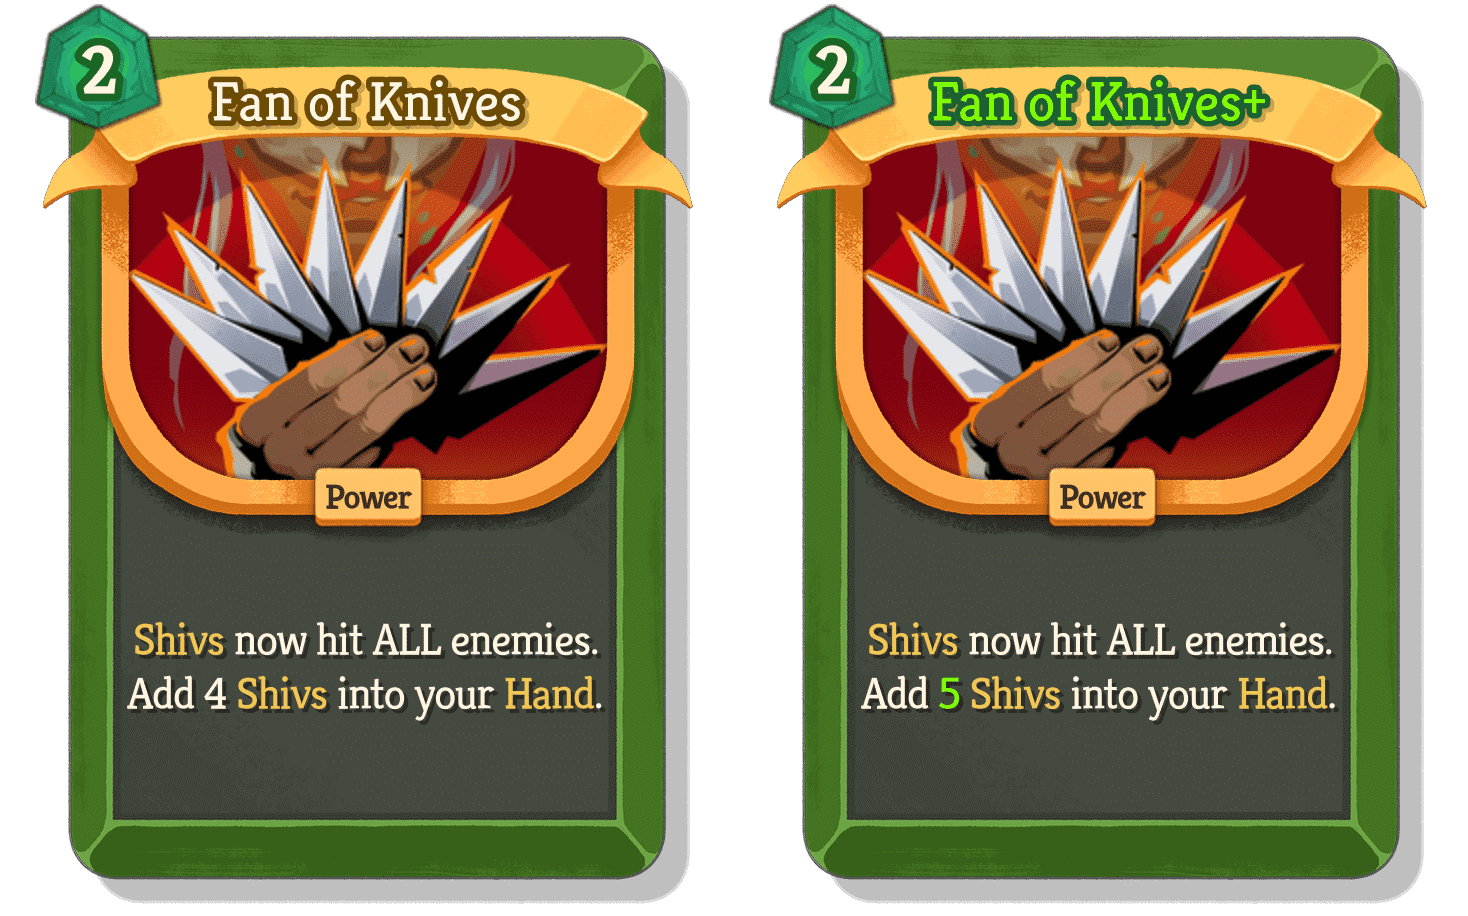 2
Fan of Knives
Power
Shivs now hit ALL enemies.
Add 4 Shivs into your Hand.
2
Fan of Knives+
Power
Shivs now hit ALL enemies.
Add 5 Shivs into your Hand.